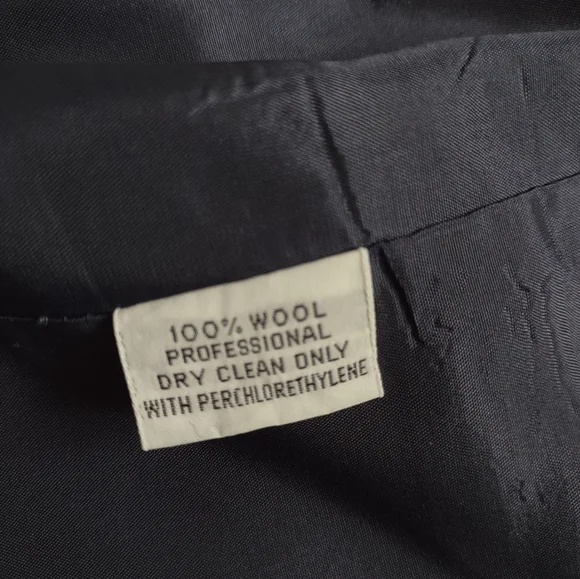 100% WOOL
PROFESSIONAL
DRY CLEAN ONLY
WITH PERCHLORETHYLENE